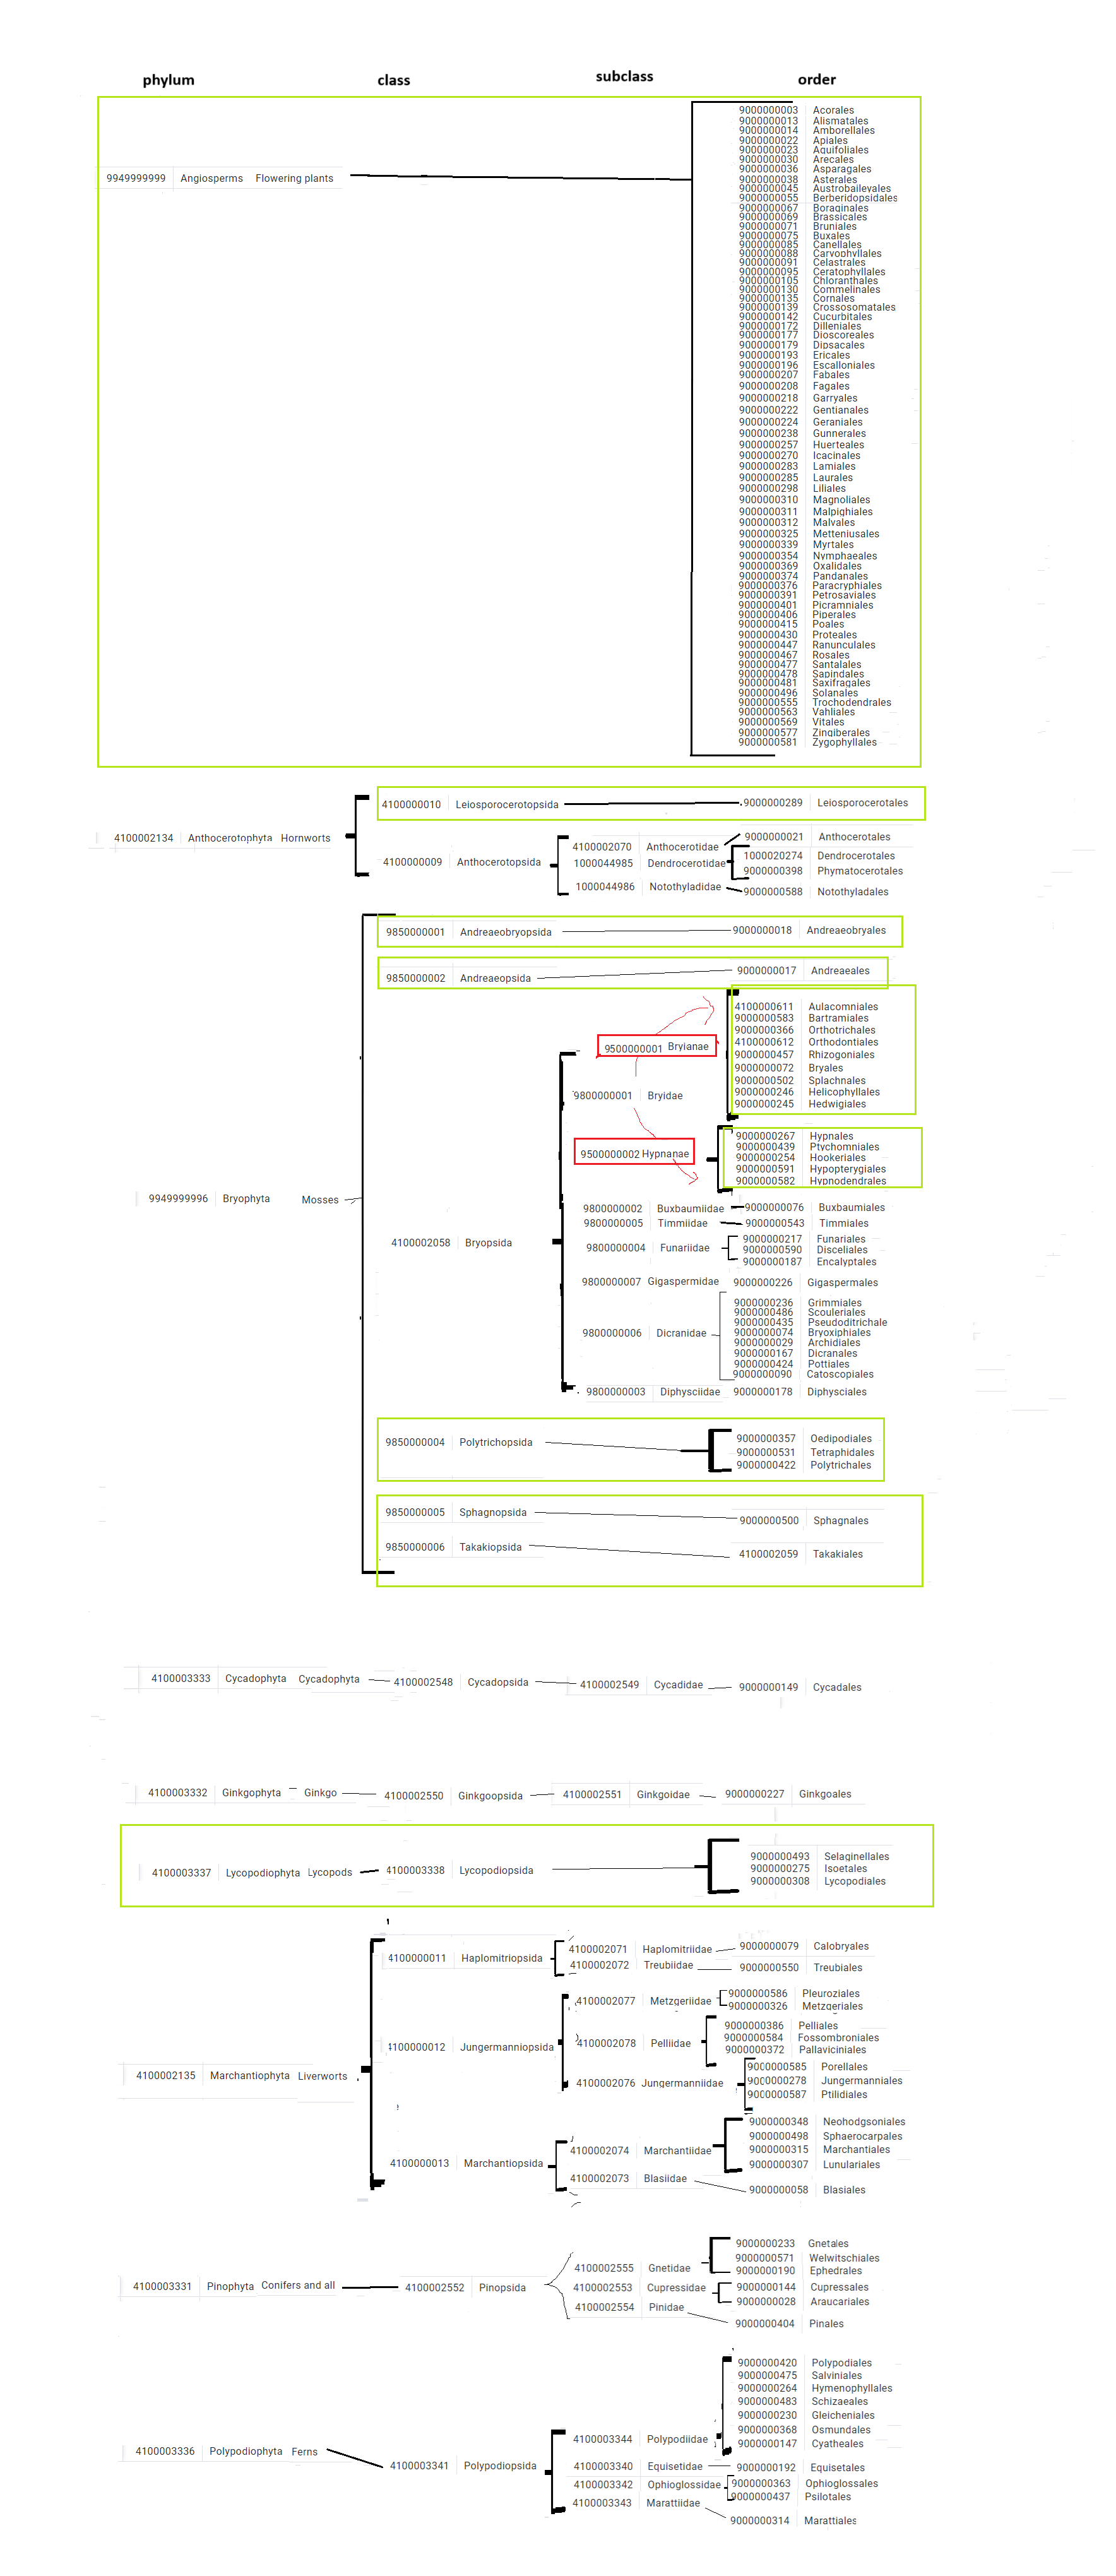 phylum class subclass order
9000000003 Acorales
9000000013 Alismatales
9000000014 Amborellales
9000000022 Apiales
9000000023 Aquifoliales
9000000030 Arecales
9000000036 Asparagales
9949999999 Angiosperms Flowering plants
9000000038 Asterales
9000000045 Austrobaileyales
9000000055 Berberidopsidales
9000000067 Boraginales
9000000069 Brassicales
9000000071 Bruniales
9000000075 Buxales
9000000085 Canellales
9000000088 Caryophyllales
9000000091 Celastrales
9000000095 Ceratophyllales
9000000105 Chloranthales
9000000130 Commelinales
9000000135 Cornales
9000000139 Crossosomatales
9000000142 Cucurbitales
9000000172 Dilleniales
9000000177 Dioscoreales
9000000179 Dipsacales
9000000193 Ericales
9000000196 Escalloniales
9000000207 Fabales
9000000208 Fagales
9000000218 Garryales
9000000222 Gentianales
9000000224 Geraniales
9000000238 Gunnerales
9000000257 Huerteales
9000000270 Icacinales
9000000283 Lamiales
9000000285 Laurales
9000000298 Liliales
9000000310 Magnoliales
9000000311 Malpighiales
9000000312 Malvales
9000000325 Metteniusales
9000000339 Myrtales
9000000354 Nymphaeales
9000000369 Oxalidales
9000000374 Pandanales
9000000376 Paracryphiales
9000000391 Petrosaviales
9000000401 Picramniales
9000000406 Piperales
9000000415 Poales
9000000430 Proteales
9000000447 Ranunculales
9000000467 Rosales
9000000477 Santalales
9000000478 Sapindales
9000000481 Saxifragales
9000000496 Solanales
9000000555 Trochodendrales
9000000563 Vahliales
9000000569 Vitales
9000000577 Zingiberales
9000000581 Zygophyllales
4100000010 Leiosporocerotopsida 9000000289 Leiosporocerotales
4100002134 Anthocerotophyta Hornworts
9000000021 Anthocerotales
4100002070 Anthocerotidae
1000020274 Dendrocerotales
4100000009 Anthocerotopsida 1000044985 Dendrocerotidae
9000000398 Phymatocerotales
1000044986 Notothyladidae 9000000588 Notothyladales
9850000001 Andreaeobryopsida 9000000018 Andreaeobryales
9850000002 Andreaeopsida 9000000017 Andreaeales
4100000611 Aulacomniales
9000000583 Bartramiales
9000000366 Orthotrichales
4100000612 Orthodontiales
9500000001 Bryianae
9000000457 Rhizogoniales
9000000072 Bryales
9000000502 Splachnales
9800000001 Bryidae
9000000246 Helicophyllales
9000000245 Hedwigiales
9000000267 Hypnales
9000000439 Ptychomniales
9500000002 Hypnanae
9000000254 Hookeriales
9000000591 Hypopterygiales
9000000582 Hypnodendrales
9949999996 Bryophyta Mosses
9800000002 Buxbaumiidae 9000000076 Buxbaumiales
9800000005 Timmiidae 9000000543 Timmiales
4100002058 Bryopsida
9000000217 Funariales
9800000004 Funariidae 9000000590 Disceliales
9000000187 Encalyptales
9800000007 Gigaspermidae 9000000226 Gigaspermales
9000000236 Grimmiales
9000000486 Scouleriales
9000000435 Pseudoditrichale
9800000006 Dicranidae 9000000074 Bryoxiphiales
9000000029 Archidiales
9000000167 Dicranales
9000000424 Pottiales
9000000090 Catoscopiales
9800000003 Diphysciidae 9000000178 Diphysciales
9850000004 Polytrichopsida 9000000357 Oedipodiales
9000000531 Tetraphidales
9000000422 Polytrichales
9850000005 Sphagnopsida 9000000500 Sphagnales
9850000006 Takakiopsida 4100002059 Takakiales
4100003333 Cycadophyta Cycadophyta 4100002548 Cycadopsida 4100002549 Cycadidae 9000000149 Cycadales
4100003332 Ginkgophyta Ginkgo 4100002550 Ginkgoopsida 4100002551 Ginkgoidae 9000000227 Ginkgoales
9000000493 Selaginellales
4100003337 Lycopodiophyta Lycopods 4100003338 Lycopodiopsida 9000000275 Isoetales
9000000308 Lycopodiales
4100002071 Haplomitriidae 9000000079 Calobryales
4100000011 Haplomitriopsida
4100002072 Treubiidae 9000000550 Treubiales
9000000586 Pleuroziales
4100002077 Metzgeriidae
9000000326 Metzgeriales
9000000386 Pelliales
4100000012 Jungermanniopsida 4100002078 Pelliidae 9000000584 Fossombroniales
9000000372 Pallaviciniales
9000000585 Porellales
4100002135 Marchantiophyta Liverworts 4100002076 Jungermanniidae 9000000278 Jungermanniales
9000000587 Ptilidiales
9000000348 Neohodgsoniales
9000000498 Sphaerocarpales
4100002074 Marchantiidae 9000000315 Marchantiales
4100000013 Marchantiopsida 9000000307 Lunulariales
4100002073 Blasiidae 9000000058 Blasiales
9000000233 Gnetales
9000000571 Welwitschiales
4100002555 Gnetidae 9000000190 Ephedrales
4100003331 Pinophyta Conifers and all 4100002552 Pinopsida 4100002553 Cupressidae 9000000144 Cupressales
9000000028 Araucariales
4100002554 Pinidae 9000000404 Pinales
9000000420 Polypodiales
9000000475 Salviniales
9000000264 Hymenophyllales
9000000483 Schizaeales
9000000230 Gleicheniales
9000000368 Osmundales
4100003344 Polypodiidae 9000000147 Cyatheales
4100003336 Polypodiophyta Ferns
4100003341 Polypodiopsida 4100003340 Equisetidae 9000000192 Equisetales
4100003342 Ophioglossidae 9000000363 Ophioglossales
9000000437 Psilotales
4100003343 Marattiidae 9000000314 Marattiales